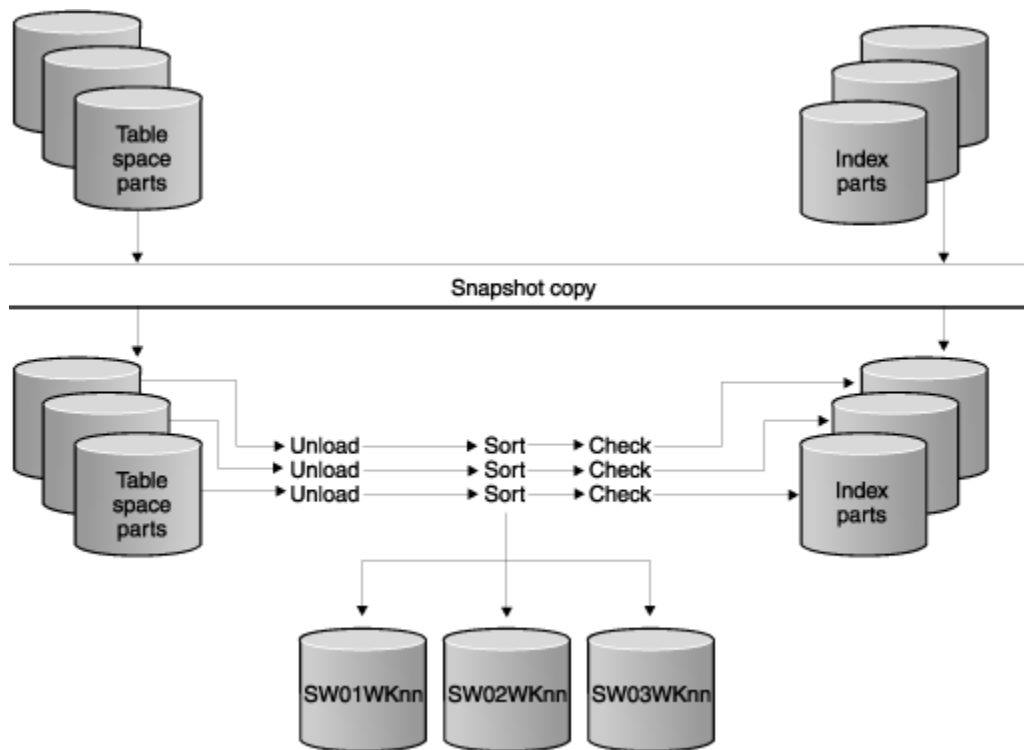 Table
space
parts
Index
parts
Snapshot copy
Unload Sort Check
Unload Sort Check
Unload Sort Check
Table
space
parts
Index
parts
SW01WKnn SW02WKnn SW03WKnn